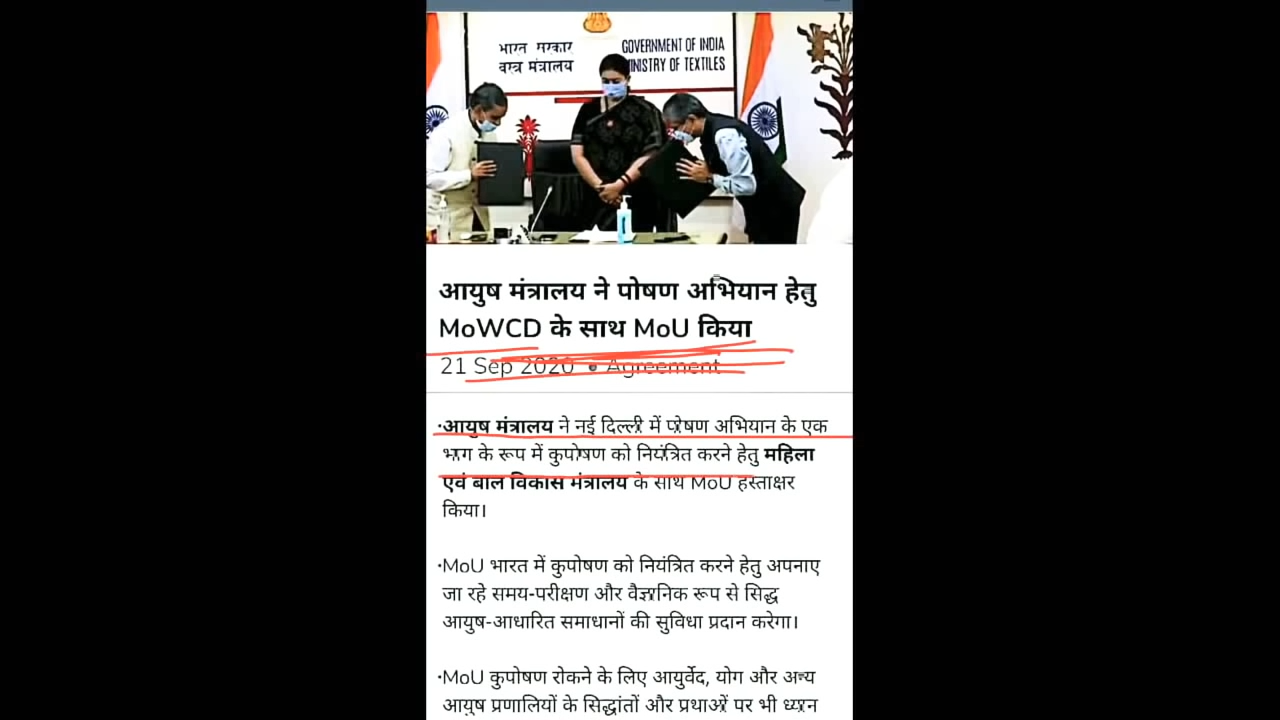 भारत सरकार
वस्त्र मंत्रालय
GOVERNMENT OF INDIA
MINISTRY OF TEXTILES
आयुष मंत्रालय ने पोषण अभियान हेतु
MoWCD के साथ MoU किया
21 Sep 2020 • Agreement
·आयुष मंत्रालय ने नई दिल्ली में पोषण अभियान के एक
भाग के रूप में कुपोषण को नियंत्रित करने हेतु महिला
एवं बाल विकास मंत्रालय के साथ MoU हस्ताक्षर
किया।
·MoU भारत में कुपोषण को नियंत्रित करने हेतु अपनाए
जा रहे समय-परीक्षण और वैज्ञानिक रूप से सिद्ध
आयुष-आधारित समाधानों की सुविधा प्रदान करेगा।
·MoU कुपोषण रोकने के लिए आयुर्वेद, योग और अन्य
आयुष प्रणालियों के सिद्धांतों और प्रथाओं पर भी ध्यान